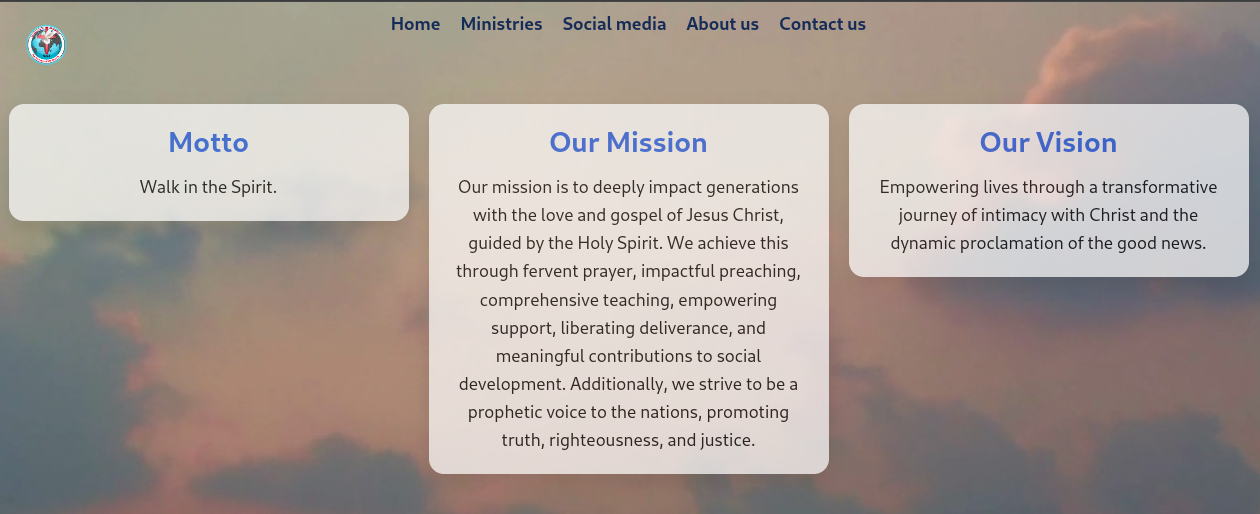 Home Ministries Social media About us Contact us
Motto
Walk in the Spirit.
Our Mission
Our mission is to deeply impact generations
with the love and gospel of Jesus Christ,
guided by the Holy Spirit. We achieve this
through fervent prayer, impactful preaching,
comprehensive teaching, empowering
support, liberating deliverance, and
meaningful contributions to social
development. Additionally, we strive to be a
prophetic voice to the nations, promoting
truth, righteousness, and justice.
Our Vision
Empowering lives through a transformative
journey of intimacy with Christ and the
dynamic proclamation of the good news.